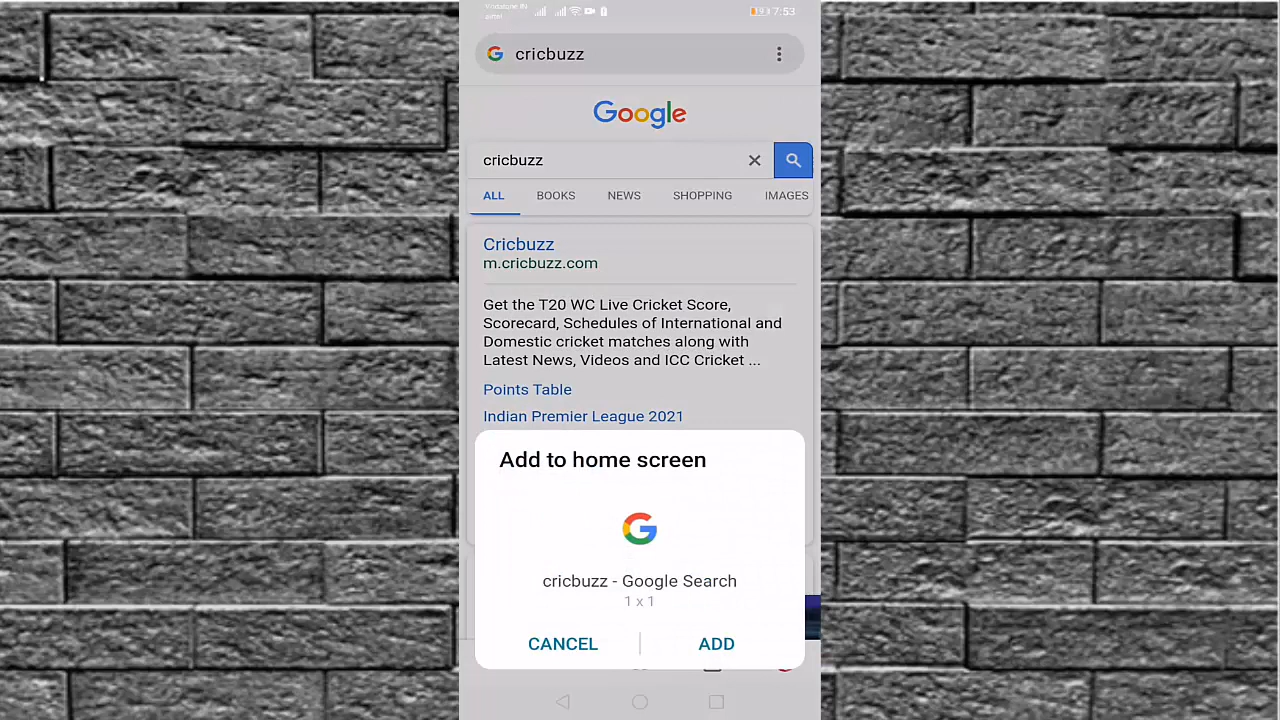 airtel
7:53
cricbuzz
Google
cricbuzz
ALL BOOKS NEWS SHOPPING IMAGES
Cricbuzz
m.cricbuzz.com
Get the T20 WC Live Cricket Score,
Scorecard, Schedules of International and
Domestic cricket matches along with
Latest News, Videos and ICC Cricket ...
Points Table
Indian Premier League 2021
Add to home screen
cricbuzz - Google Search
1 x 1
CANCEL ADD